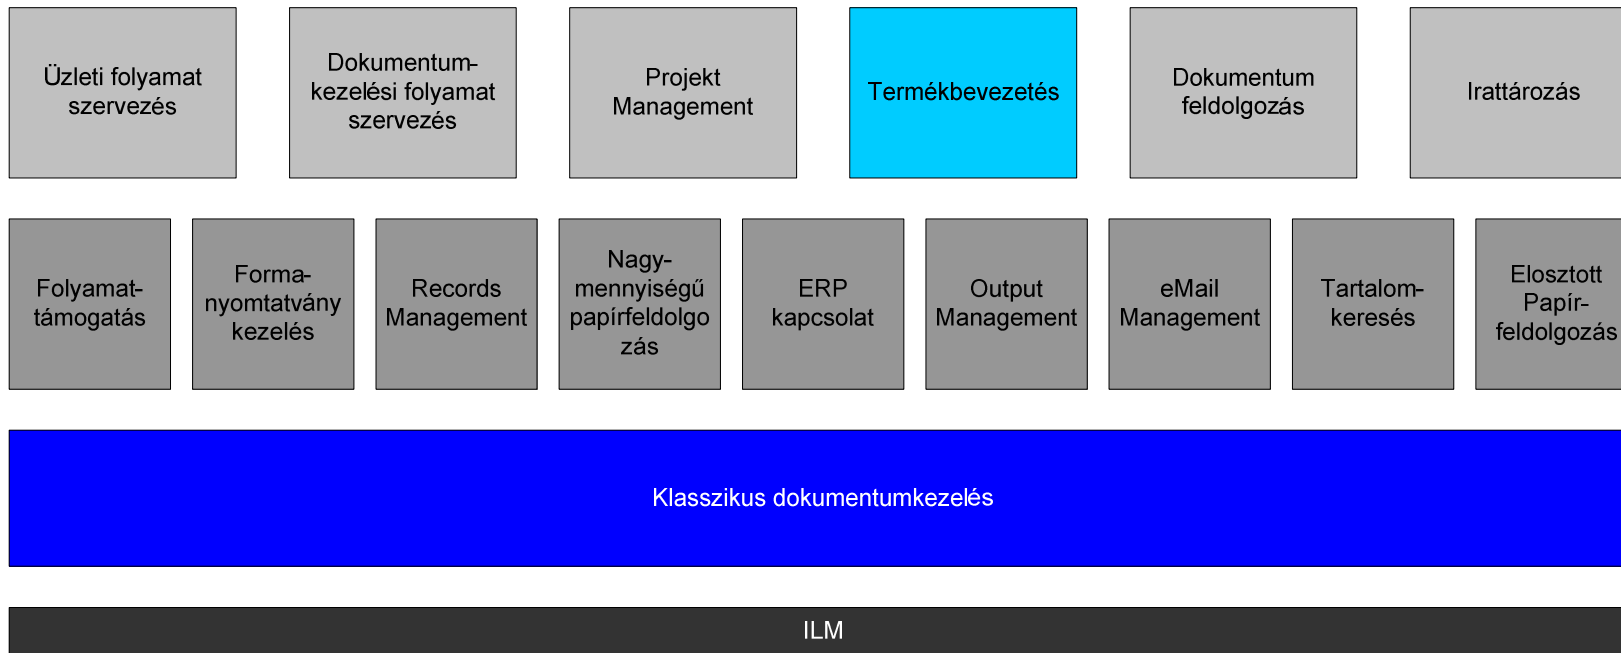 Üzleti folyamat
szervezés
Dokumentum-
kezelési folyamat
szervezés
Projekt
Management
Termékbevezetés
Dokumentum
feldolgozás
Irattározás
Folyamat-
támogatás
Forma-
nyomtatvány
kezelés
Records
Management
Nagy-
mennyiségű
papírfeldolgo
zás
ERP
kapcsolat
Output
Management
eMail
Management
Tartalom-
keresés
Elosztott
Papír-
feldolgozás
Klasszikus dokumentumkezelés
ILM